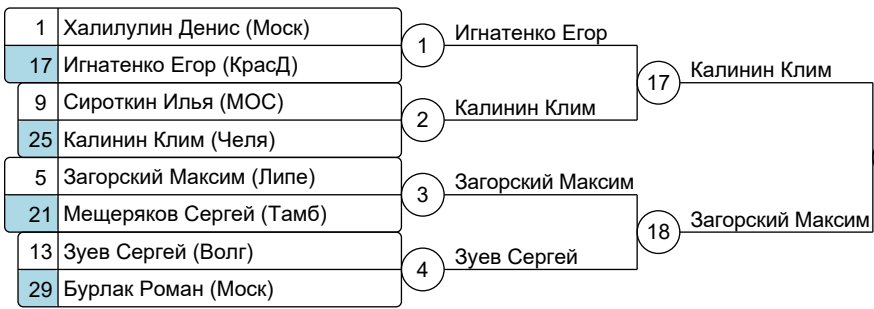 1 Халилулин Денис (Моск)
17 Игнатенко Егор (КрасД)
9 Сироткин Илья (МОС)
25 Калинин Клим (Челя)
5 Загорский Максим (Липе)
21 Мещеряков Сергей (Тамб)
13 Зуев Сергей (Волг)
29 Бурлак Роман (Моск)
1 Игнатенко Егор
2 Калинин Клим
3 Загорский Максим
4 Зуев Сергей
17 Калинин Клим
18 Загорский Максим